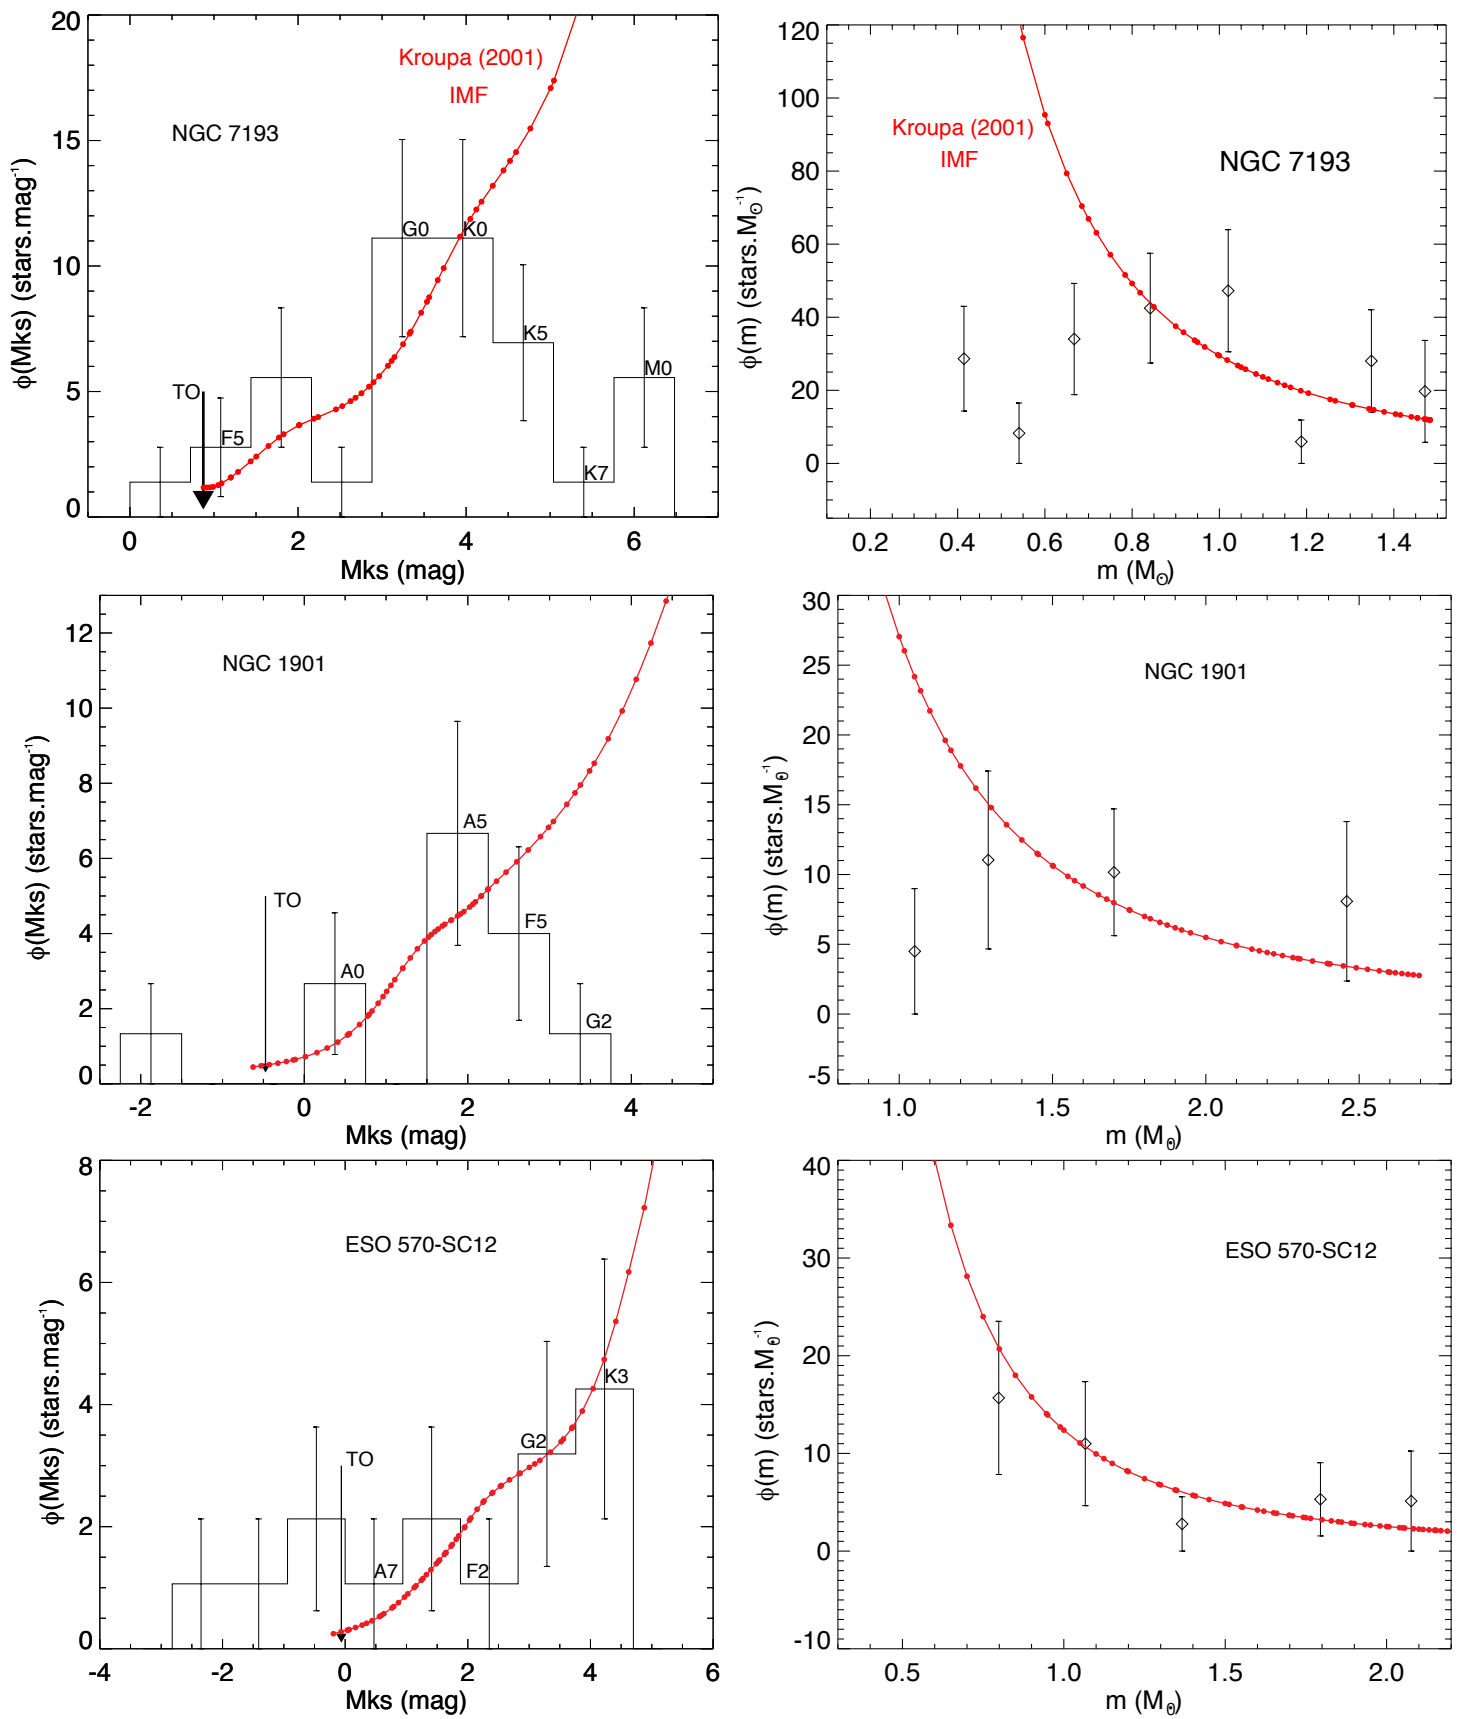 20
15
10
5
0
ϕ(Mks) (stars.mag⁻¹)
Kroupa (2001)
IMF
NGC 7193
TO
F5
G0
K0
K5
K7
M0
0 2 4 6
Mks (mag)
120
100
80
60
40
20
0
ϕ(m) (stars.M⊙⁻¹)
Kroupa (2001)
IMF
NGC 7193
0.2 0.4 0.6 0.8 1.0 1.2 1.4
m (M⊙)
12
10
8
6
4
2
0
ϕ(Mks) (stars.mag⁻¹)
NGC 1901
TO
A0
A5
F5
G2
-2 0 2 4
Mks (mag)
30
25
20
15
10
5
0
-5
ϕ(m) (stars.M⊙⁻¹)
NGC 1901
1.0 1.5 2.0 2.5
m (M⊙)
8
6
4
2
0
ϕ(Mks) (stars.mag⁻¹)
ESO 570-SC12
TO
A7
F2
G2
K3
-4 -2 0 2 4 6
Mks (mag)
40
30
20
10
0
-10
ϕ(m) (stars.M⊙⁻¹)
ESO 570-SC12
0.5 1.0 1.5 2.0
m (M⊙)